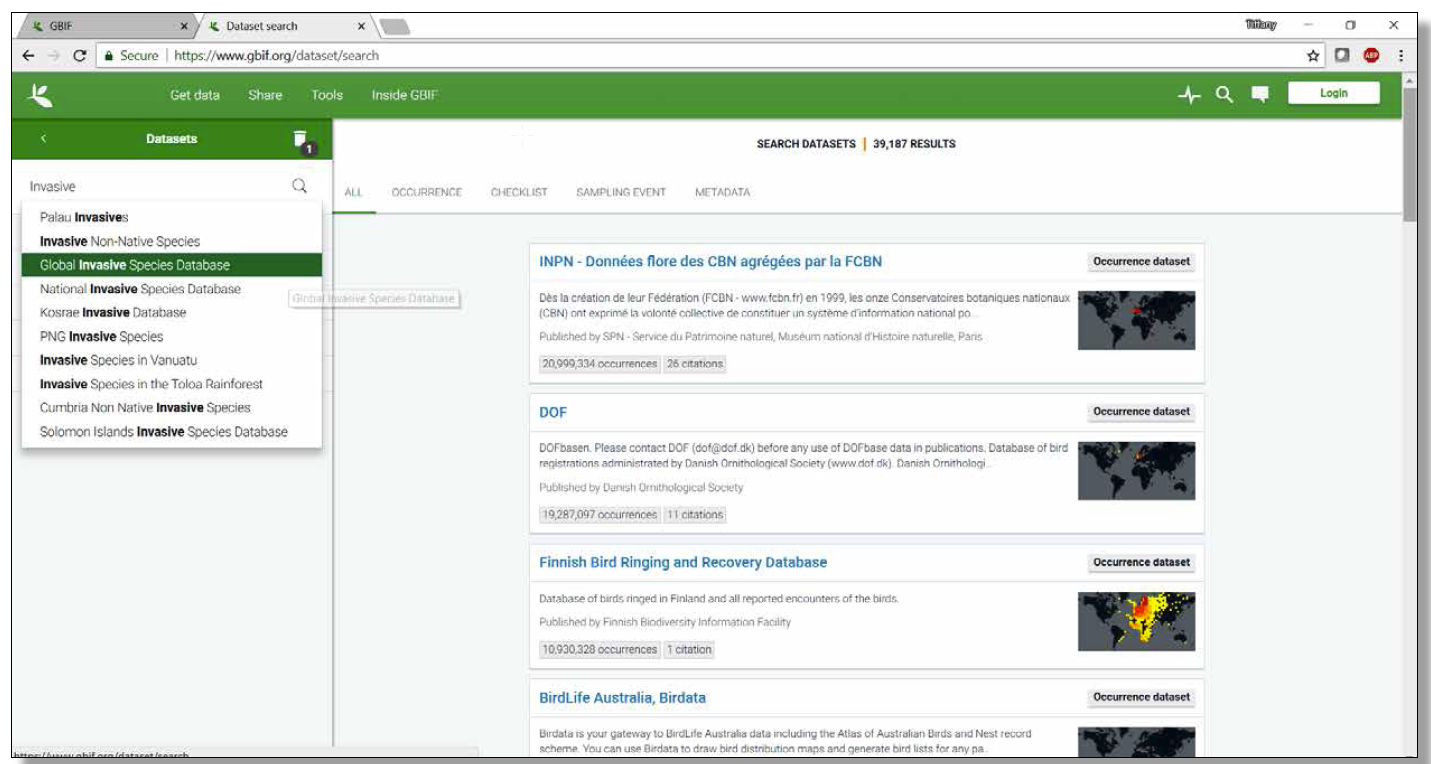 GBIF
Dataset search
Tiffany
Secure | https://www.gbif.org/dataset/search
ABP
Get data Share Tools Inside GBIF
Login
Datasets
1
SEARCH DATASETS | 39,187 RESULTS
Invasive
ALL OCCURRENCE CHECKLIST SAMPLING EVENT METADATA
Palau Invasives
Invasive Non-Native Species
Global Invasive Species Database
National Invasive Species Database
Global Invasive Species Database
Kosrae Invasive Database
PNG Invasive Species
Invasive Species in Vanuatu
Invasive Species in the Toloa Rainforest
Cumbria Non Native Invasive Species
Solomon Islands Invasive Species Database
INPN - Données flore des CBN agrégées par la FCBN
Occurrence dataset
Dès la création de leur Fédération (FCBN - www.fcbn.fr) en 1999, les onze Conservatoires botaniques nationaux
(CBN) ont exprimé la volonté collective de constituer un système d'information national po...
Published by SPN - Service du Patrimoine naturel, Muséum national d'Histoire naturelle, Paris
20,999,334 occurrences 26 citations
DOF
Occurrence dataset
DOFbasen. Please contact DOF (dof@dof.dk) before any use of DOFbase data in publications. Database of bird
registrations administrated by Danish Ornithological Society (www.dof.dk). Danish Ornithologi...
Published by Danish Ornithological Society
19,287,097 occurrences 11 citations
Finnish Bird Ringing and Recovery Database
Occurrence dataset
Database of birds ringed in Finland and all reported encounters of the birds.
Published by Finnish Biodiversity Information Facility
10,930,328 occurrences 1 citation
BirdLife Australia, Birdata
Occurrence dataset
Birdata is your gateway to BirdLife Australia data including the Atlas of Australian Birds and Nest record
scheme. You can use Birdata to draw bird distribution maps and generate bird lists for any pa...
https://www.gbif.org/dataset/search